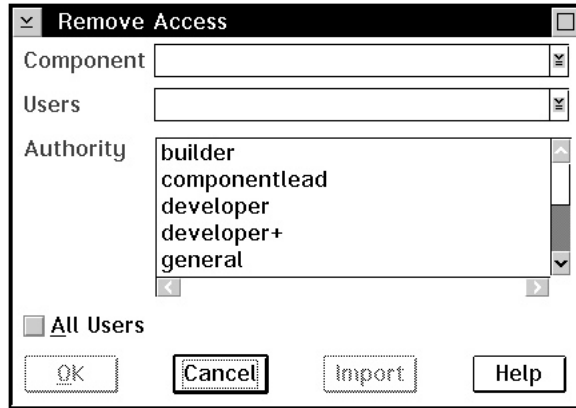 Remove Access
Component
Users
Authority
builder
componentlead
developer
developer+
general
All Users
OK
Cancel
Import
Help